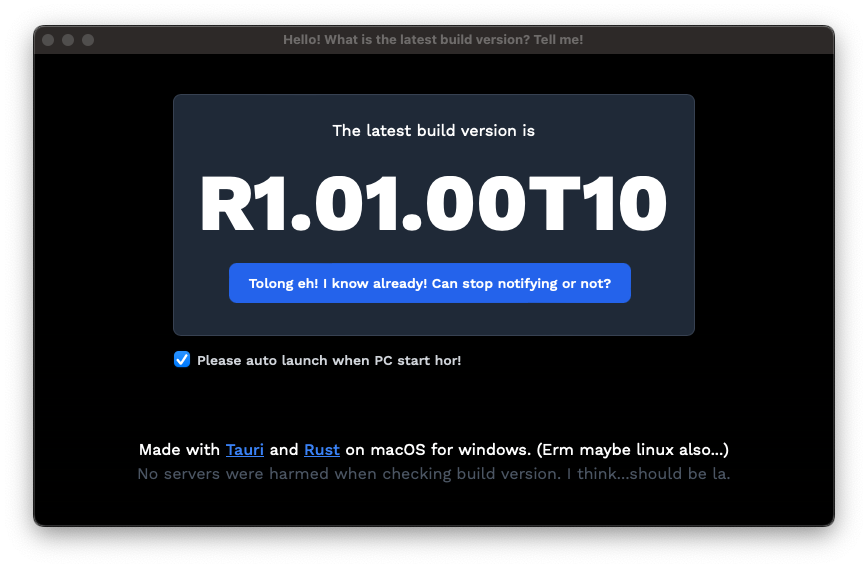 Hello! What is the latest build version? Tell me!
The latest build version is
R1.01.00T10
Tolong eh! I know already! Can stop notifying or not?
Please auto launch when PC start hor!
Made with Tauri and Rust on macOS for windows. (Erm maybe linux also...)
No servers were harmed when checking build version. I think...should be la.